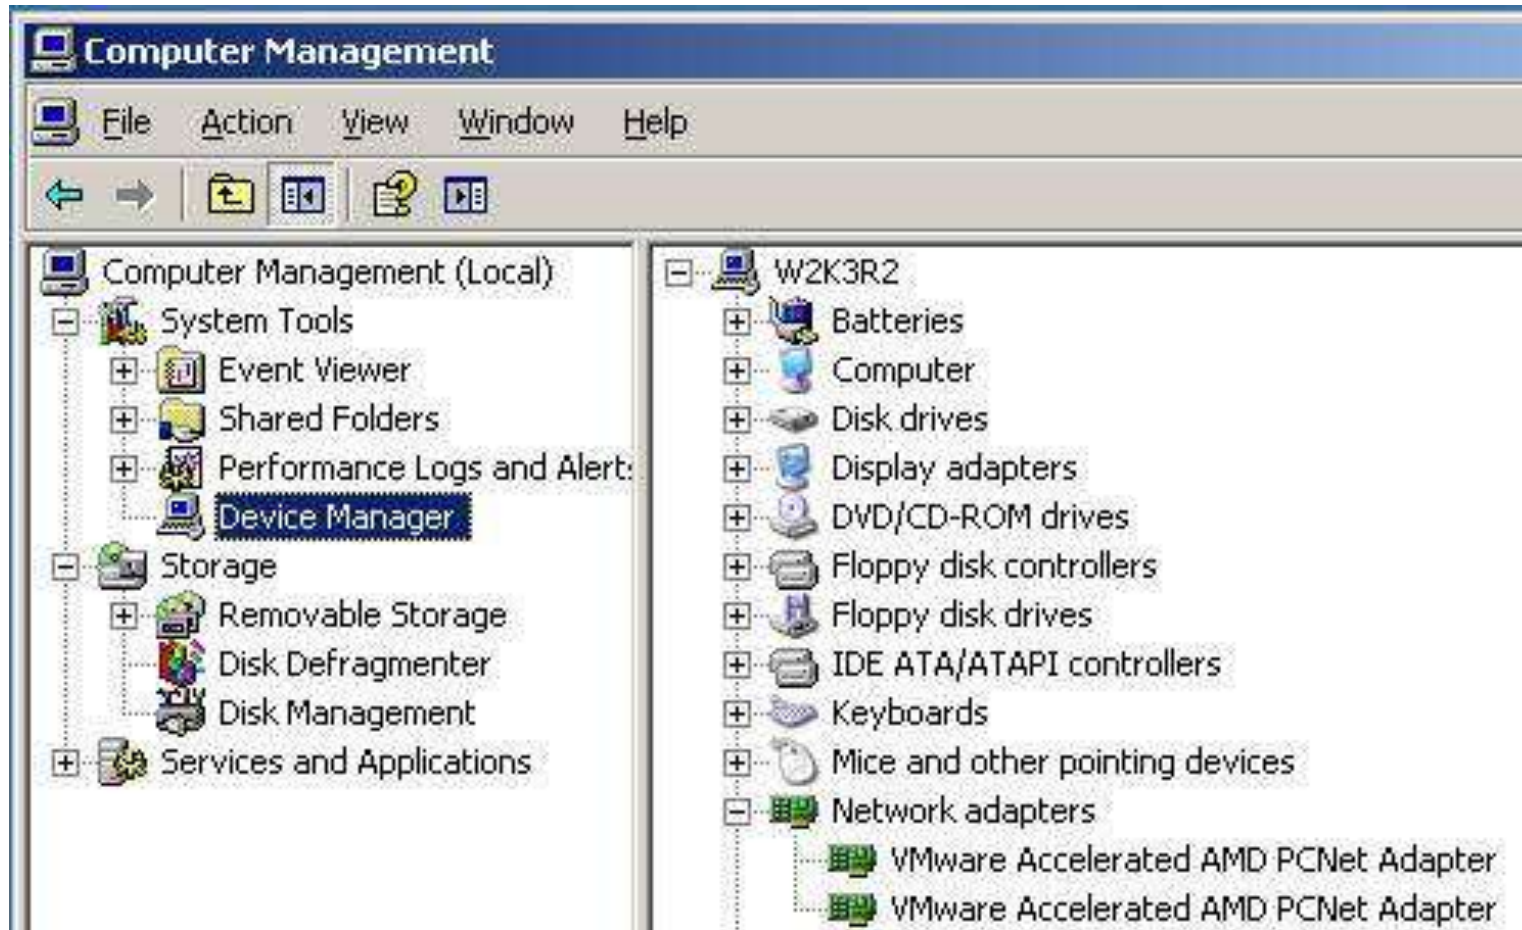 Computer Management
File Action View Window Help
Computer Management (Local)
System Tools
Event Viewer
Shared Folders
Performance Logs and Alert
Device Manager
Storage
Removable Storage
Disk Defragmenter
Disk Management
Services and Applications
W2K3R2
Batteries
Computer
Disk drives
Display adapters
DVD/CD-ROM drives
Floppy disk controllers
Floppy disk drives
IDE ATA/ATAPI controllers
Keyboards
Mice and other pointing devices
Network adapters
VMware Accelerated AMD PCNet Adapter
VMware Accelerated AMD PCNet Adapter